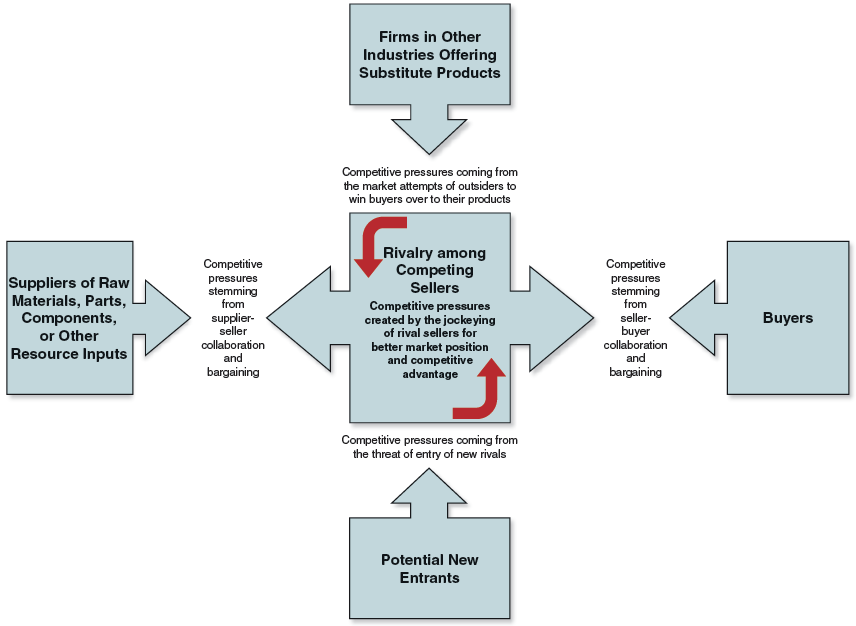 Firms in Other
Industries Offering
Substitute Products
Competitive pressures coming from
the market attempts of outsiders to
win buyers over to their products
Suppliers of Raw
Materials, Parts,
Components,
or Other
Resource Inputs
Competitive
pressures
stemming
from
supplier-
seller
collaboration
and
bargaining
Rivalry among
Competing
Sellers
Competitive pressures
created by the jockeying
of rival sellers for
better market position
and competitive
advantage
Competitive
pressures
stemming
from
seller-
buyer
collaboration
and
bargaining
Buyers
Competitive pressures coming from
the threat of entry of new rivals
Potential New
Entrants